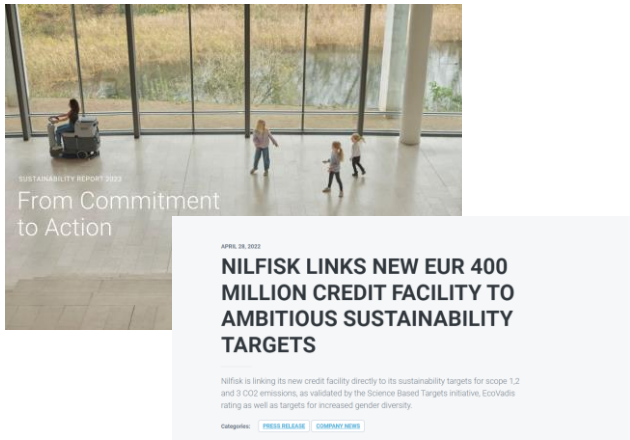 SUSTAINABILITY REPORT 2022
From Commitment
to Action
APRIL 28, 2022
NILFISK LINKS NEW EUR 400
MILLION CREDIT FACILITY TO
AMBITIOUS SUSTAINABILITY
TARGETS
Nilfisk is linking its new credit facility directly to its sustainability targets for scope 1,2
and 3 CO2 emissions, as validated by the Science Based Targets initiative, EcoVadis
rating as well as targets for increased gender diversity.
Categories: PRESS RELEASE COMPANY NEWS